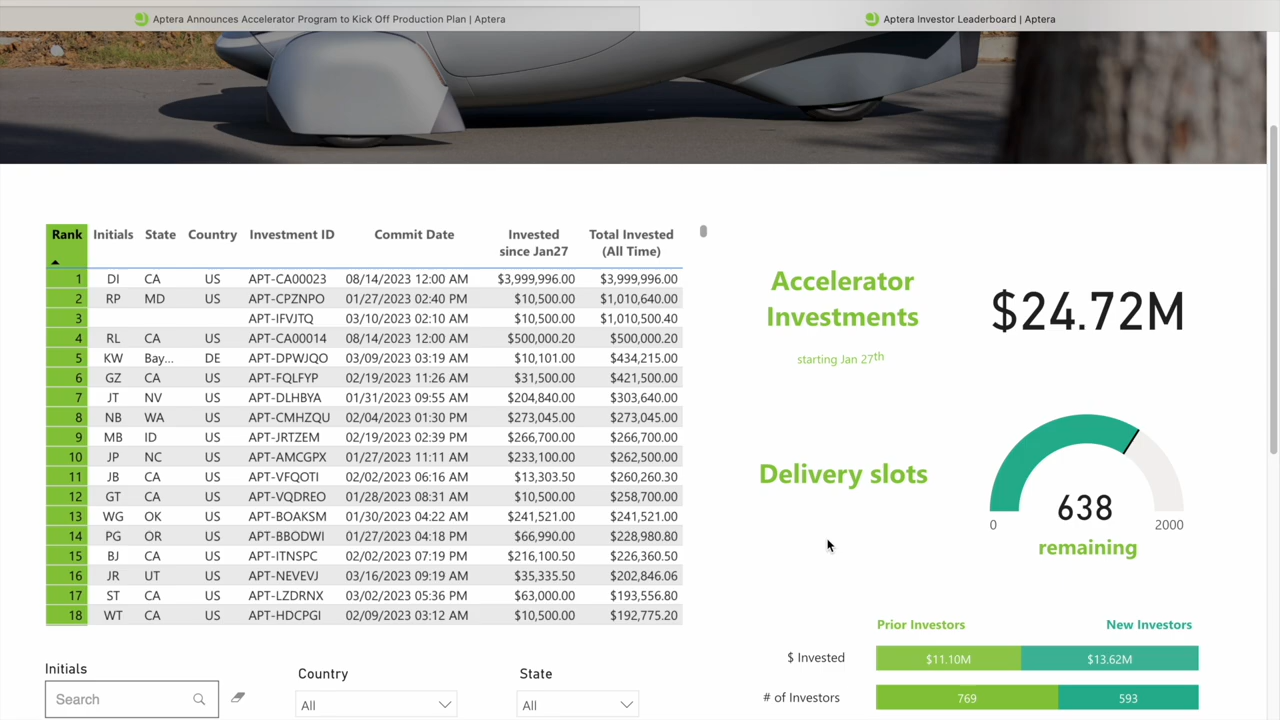 Aptera Announces Accelerator Program to Kick Off Production Plan | Aptera
Aptera Investor Leaderboard | Aptera
Rank Initials State Country Investment ID Commit Date Invested since Jan27 Total Invested (All Time)
1 DI CA US APT-CA00023 08/14/2023 12:00 AM $3,999,996.00 $3,999,996.00
2 RP MD US APT-CPZNPO 01/27/2023 02:40 PM $10,500.00 $1,010,640.00
3 APT-IFVJTQ 03/10/2023 02:10 AM $10,500.00 $1,010,500.40
4 RL CA US APT-CA00014 08/14/2023 12:00 AM $500,000.20 $500,000.20
5 KW Bay... DE APT-DPWJQO 03/09/2023 03:19 AM $10,101.00 $434,215.00
6 GZ CA US APT-FQLFYP 02/19/2023 11:26 AM $31,500.00 $421,500.00
7 JT NV US APT-DLHBYA 01/31/2023 09:55 AM $204,840.00 $303,640.00
8 NB WA US APT-CMHZQU 02/04/2023 01:30 PM $273,045.00 $273,045.00
9 MB ID US APT-JRTZEM 02/19/2023 02:39 PM $266,700.00 $266,700.00
10 JP NC US APT-AMCGPX 01/27/2023 11:11 AM $233,100.00 $262,500.00
11 JB CA US APT-VFQOTI 02/02/2023 06:16 AM $13,303.50 $260,260.30
12 GT CA US APT-VQDREO 01/28/2023 08:31 AM $10,500.00 $258,700.00
13 WG OK US APT-BOAKSM 01/30/2023 04:22 AM $241,521.00 $241,521.00
14 PG OR US APT-BBODWI 01/27/2023 04:18 PM $66,990.00 $228,980.80
15 BJ CA US APT-ITNSPC 02/02/2023 07:19 PM $216,100.50 $226,360.50
16 JR UT US APT-NEVEVJ 03/16/2023 09:19 AM $35,335.50 $202,846.06
17 ST CA US APT-LZDRNX 03/02/2023 05:36 PM $63,000.00 $193,556.80
18 WT CA US APT-HDCPGI 02/09/2023 03:12 AM $10,500.00 $192,775.20
Initials
Search
Country
All
State
All
Accelerator
Investments
starting Jan 27th
$24.72M
Delivery slots
638
0 2000
remaining
Prior Investors New Investors
$ Invested $11.10M $13.62M
# of Investors 769 593